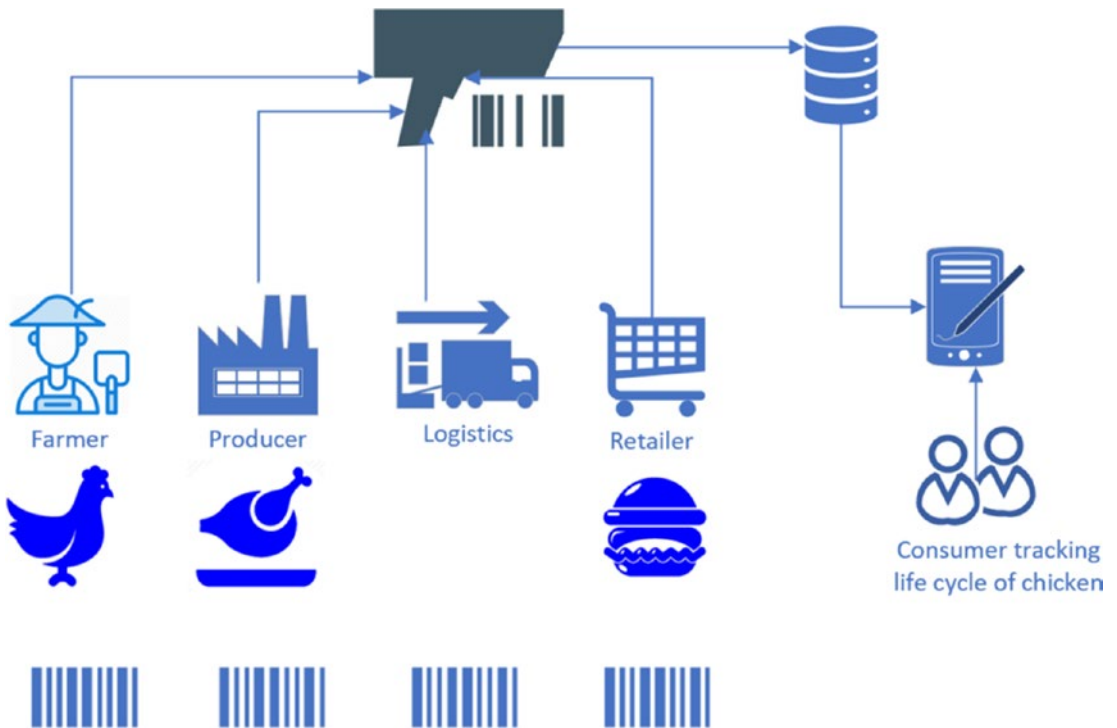 Farmer
Producer
Logistics
Retailer
Consumer tracking
life cycle of chicken